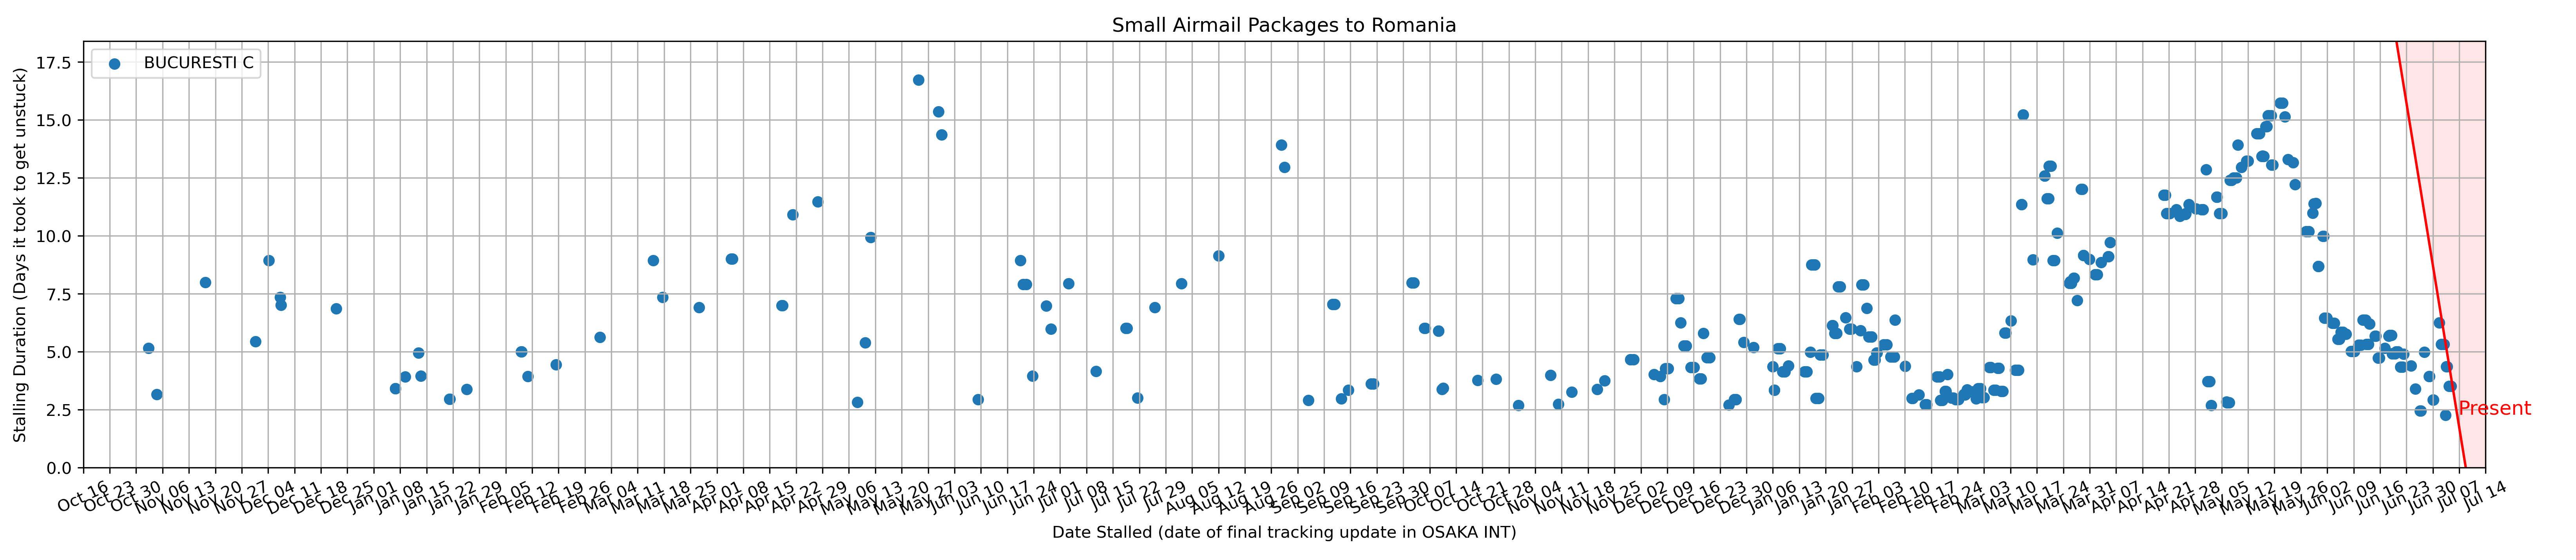 Small Airmail Packages to Romania
BUCURESTI C
17.5
15.0
12.5
10.0
7.5
5.0
2.5
0.0
Stalling Duration (Days it took to get unstuck)
Present
Oct 16 Oct 23 Oct 30 Nov 06 Nov 13 Nov 20 Nov 27 Dec 04 Dec 11 Dec 18 Dec 25 Jan 01 Jan 08 Jan 15 Jan 22 Jan 29 Feb 05 Feb 12 Feb 19 Feb 26 Mar 04 Mar 11 Mar 18 Mar 25 Apr 01 Apr 08 Apr 15 Apr 22 Apr 29 May 06 May 13 May 20 May 27 Jun 03 Jun 10 Jun 17 Jun 24 Jul 01 Jul 08 Jul 15 Jul 22 Jul 29 Aug 05 Aug 12 Aug 19 Aug 26 Sep 02 Sep 09 Sep 16 Sep 23 Sep 30 Oct 07 Oct 14 Oct 21 Oct 28 Nov 04 Nov 11 Nov 18 Nov 25 Dec 02 Dec 09 Dec 16 Dec 23 Dec 30 Jan 06 Jan 13 Jan 20 Jan 27 Feb 03 Feb 10 Feb 17 Feb 24 Mar 03 Mar 10 Mar 17 Mar 24 Mar 31 Apr 07 Apr 14 Apr 21 Apr 28 May 05 May 12 May 19 May 26 Jun 02 Jun 09 Jun 16 Jun 23 Jun 30 Jul 07 Jul 14
Date Stalled (date of final tracking update in OSAKA INT)